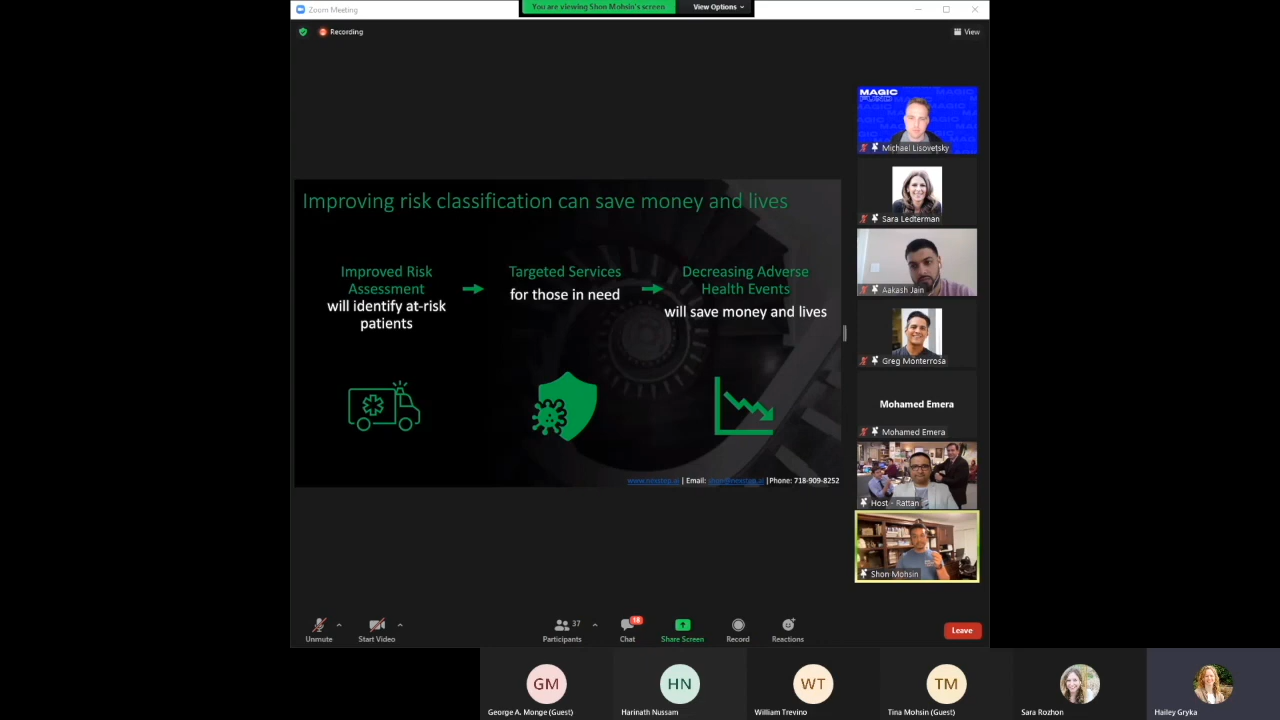 Zoom Meeting
You are viewing Shon Mohsin's screen
View Options
Recording
View
MAGIC
FUND
Michael Lisovetsky
Sara Ledterman
Aakash Jain
Greg Monterrosa
Mohamed Emera
Mohamed Emera
Host - Rattan
Shon Mohsin
Improving risk classification can save money and lives
Improved Risk
Assessment
will identify at-risk
patients
Targeted Services
for those in need
Decreasing Adverse
Health Events
will save money and lives
| Email: |Phone: 718-909-8252
Unmute
Start Video
37
Participants
18
Chat
Share Screen
Record
Reactions
Leave
GM
George A. Monge (Guest)
HN
Harinath Nussam
WT
William Trevino
TM
Tina Mohsin (Guest)
Sara Rozhon
Hailey Gryka